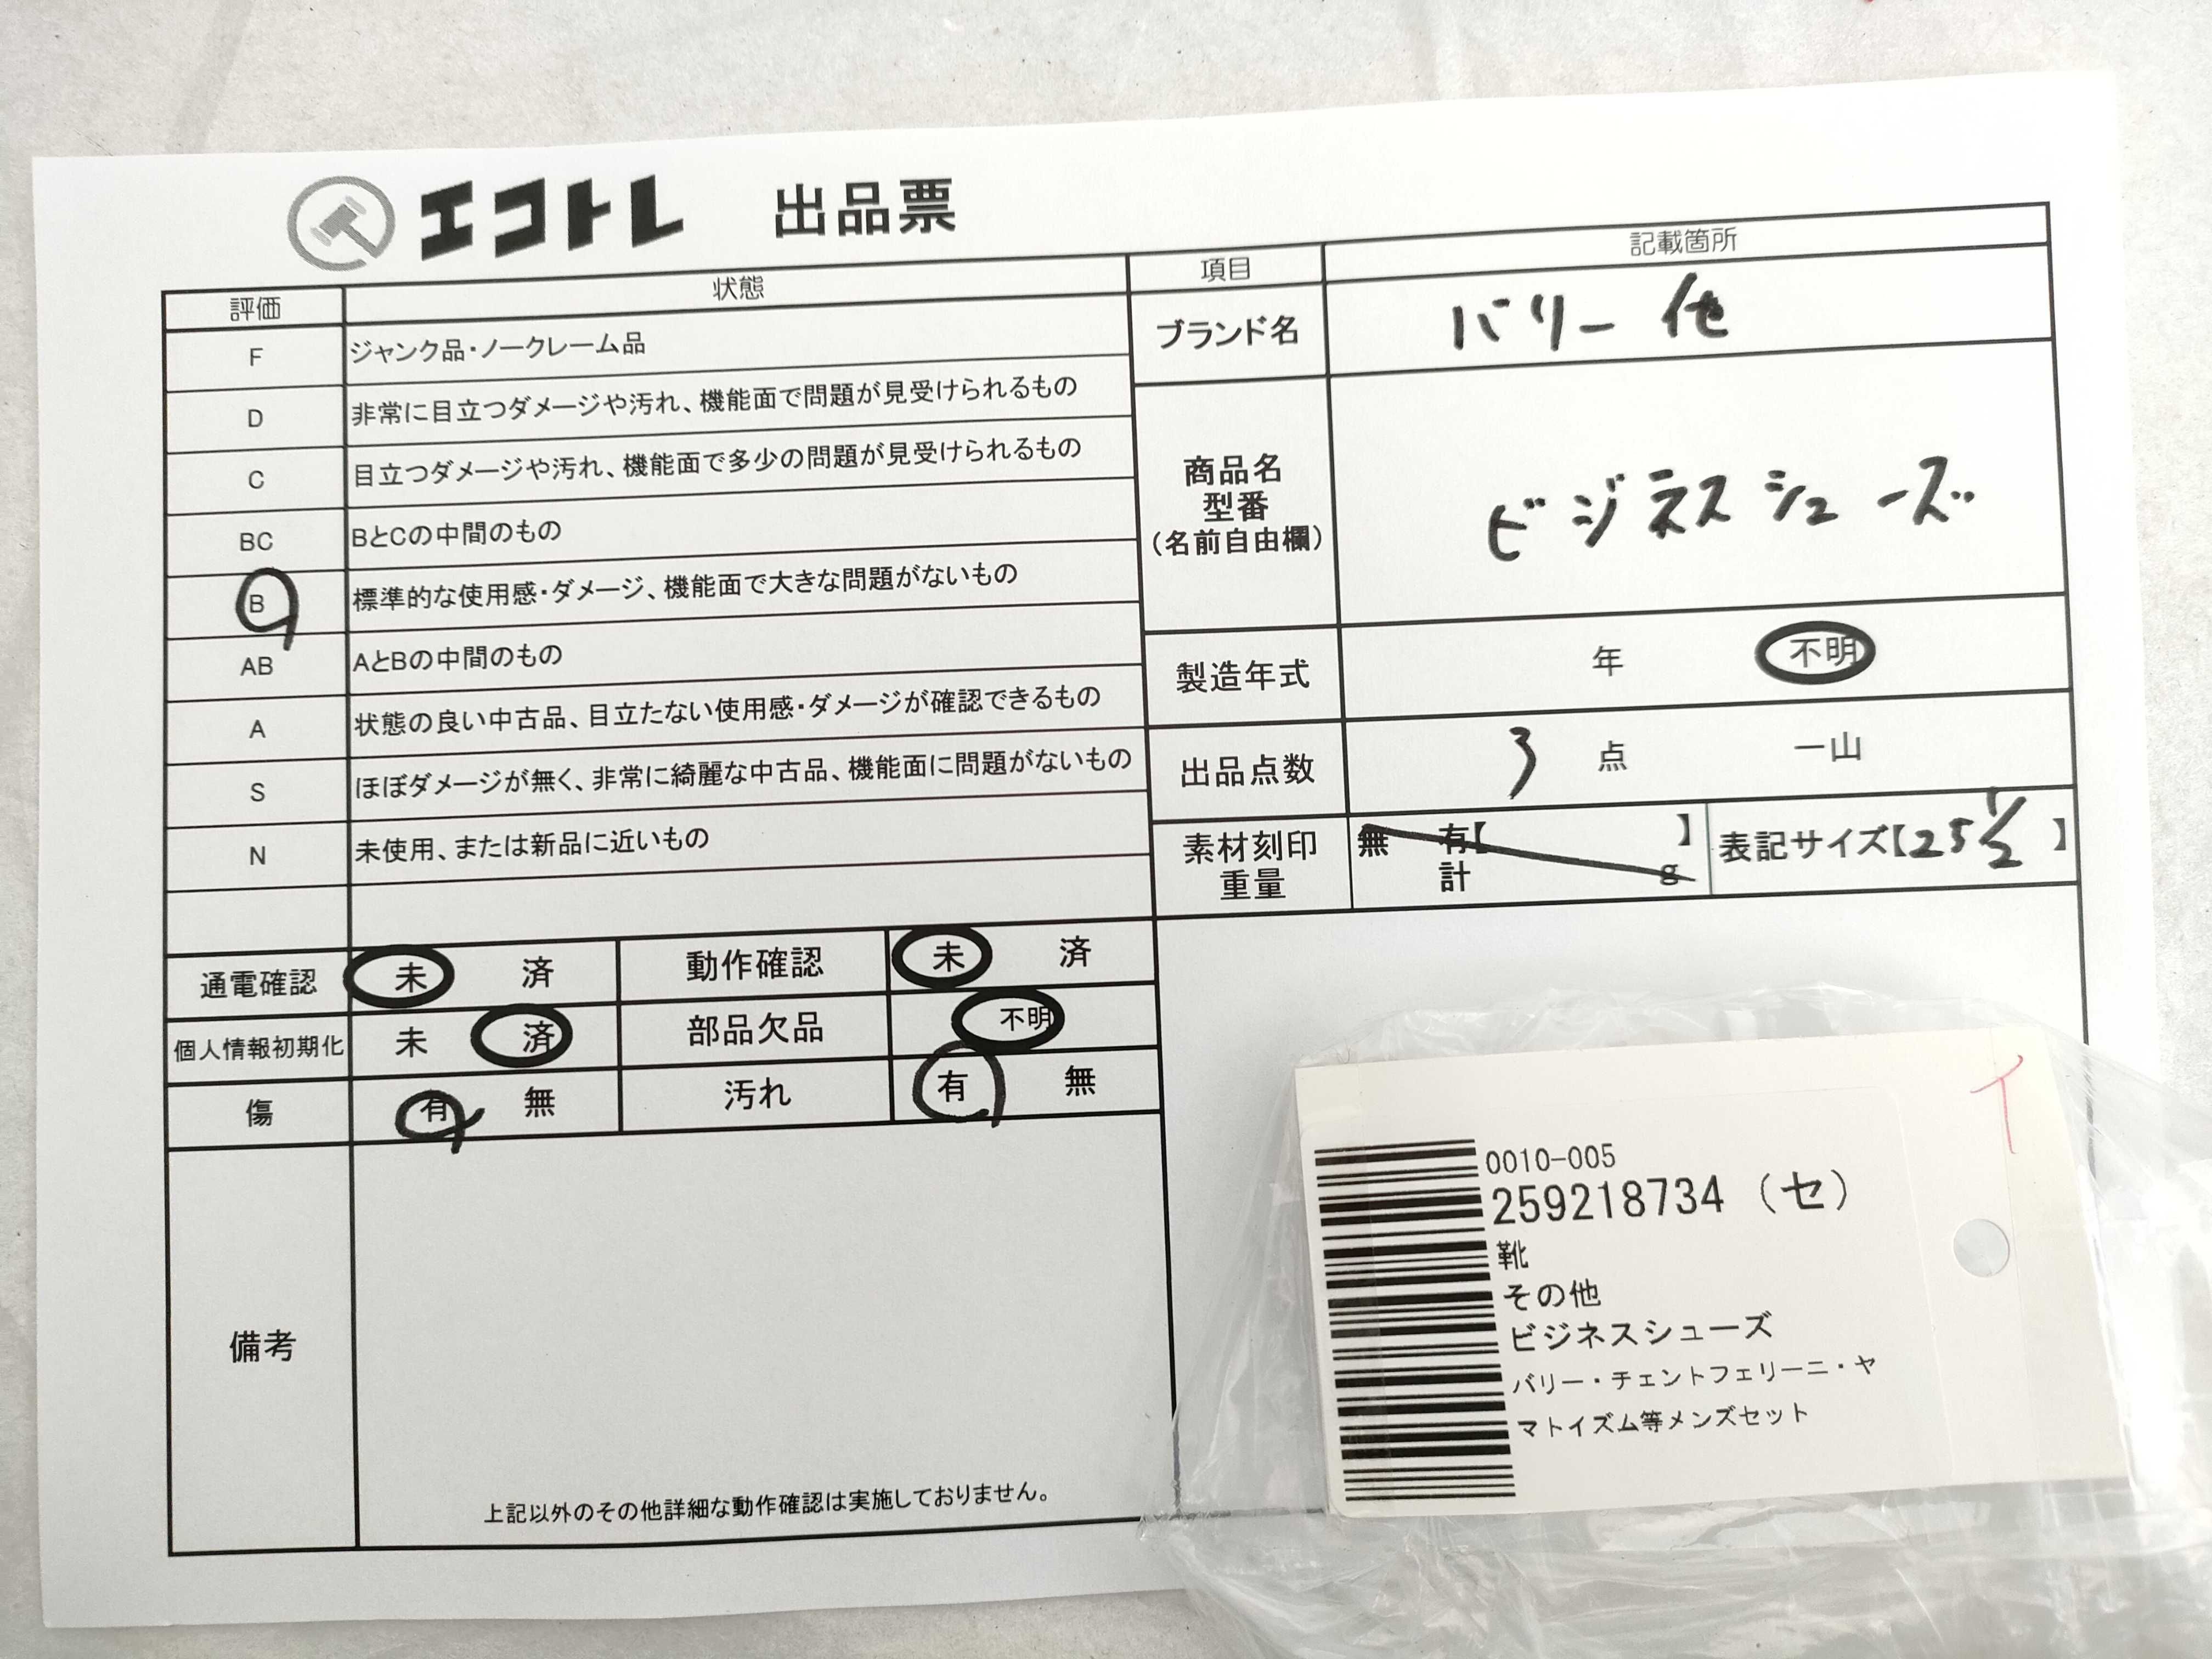 エコトレ 出品票
評価 状態
F ジャンク品・ノークレーム品
D 非常に目立つダメージや汚れ、機能面で問題が見受けられるもの
C 目立つダメージや汚れ、機能面で多少の問題が見受けられるもの
BC BとCの中間のもの
B 標準的な使用感・ダメージ、機能面で大きな問題がないもの
AB AとBの中間のもの
A 状態の良い中古品、目立たない使用感・ダメージが確認できるもの
S ほぼダメージが無く、非常に綺麗な中古品、機能面に問題がないもの
N 未使用、または新品に近いもの
通電確認 未 済 動作確認 未 済
個人情報初期化 未 済 部品欠品 不明
傷 有 無 汚れ 有 無
備考
上記以外のその他詳細な動作確認は実施しておりません。
項目 記載箇所
ブランド名 バリー 他
商品名
型番
(名前自由欄)
ビジネスシューズ
製造年式 年 不明
出品点数 3 点 一山
素材刻印 無 有【 】 表記サイズ【25 1/2 】
重量 計 g
0010-005
259218734 (セ)
靴
その他
ビジネスシューズ
バリー・チェントフェリーニ・ヤ
マトイズム等メンズセット